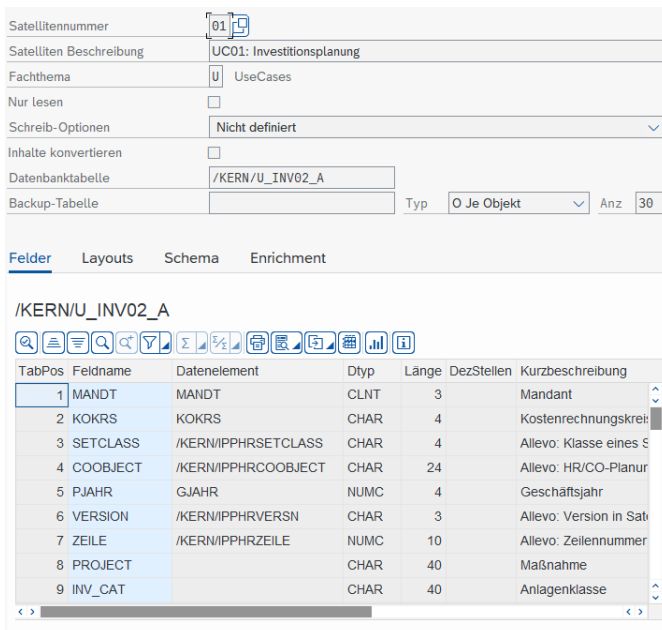 Satellitennummer 01
Satelliten Beschreibung UC01: Investitionsplanung
Fachthema U UseCases
Nur lesen
Schreib-Optionen Nicht definiert
Inhalte konvertieren
Datenbanktabelle /KERN/U_INV02_A
Backup-Tabelle Typ O Je Objekt Anz 30
Felder Layouts Schema Enrichment
/KERN/U_INV02_A
TabPos Feldname Datenelement Dtyp Länge DezStellen Kurzbeschreibung
1 MANDT MANDT CLNT 3 Mandant
2 KOKRS KOKRS CHAR 4 Kostenrechnungskreis
3 SETCLASS /KERN/IPPHRSETCLASS CHAR 4 Allevo: Klasse eines S
4 COOBJECT /KERN/IPPHRCOOBJECT CHAR 24 Allevo: HR/CO-Planun
5 PJAHR GJAHR NUMC 4 Geschäftsjahr
6 VERSION /KERN/IPPHRVERSN CHAR 3 Allevo: Version in Sate
7 ZEILE /KERN/IPPHRZEILE NUMC 10 Allevo: Zeilennummer
8 PROJECT CHAR 40 Maßnahme
9 INV_CAT CHAR 40 Anlagenklasse